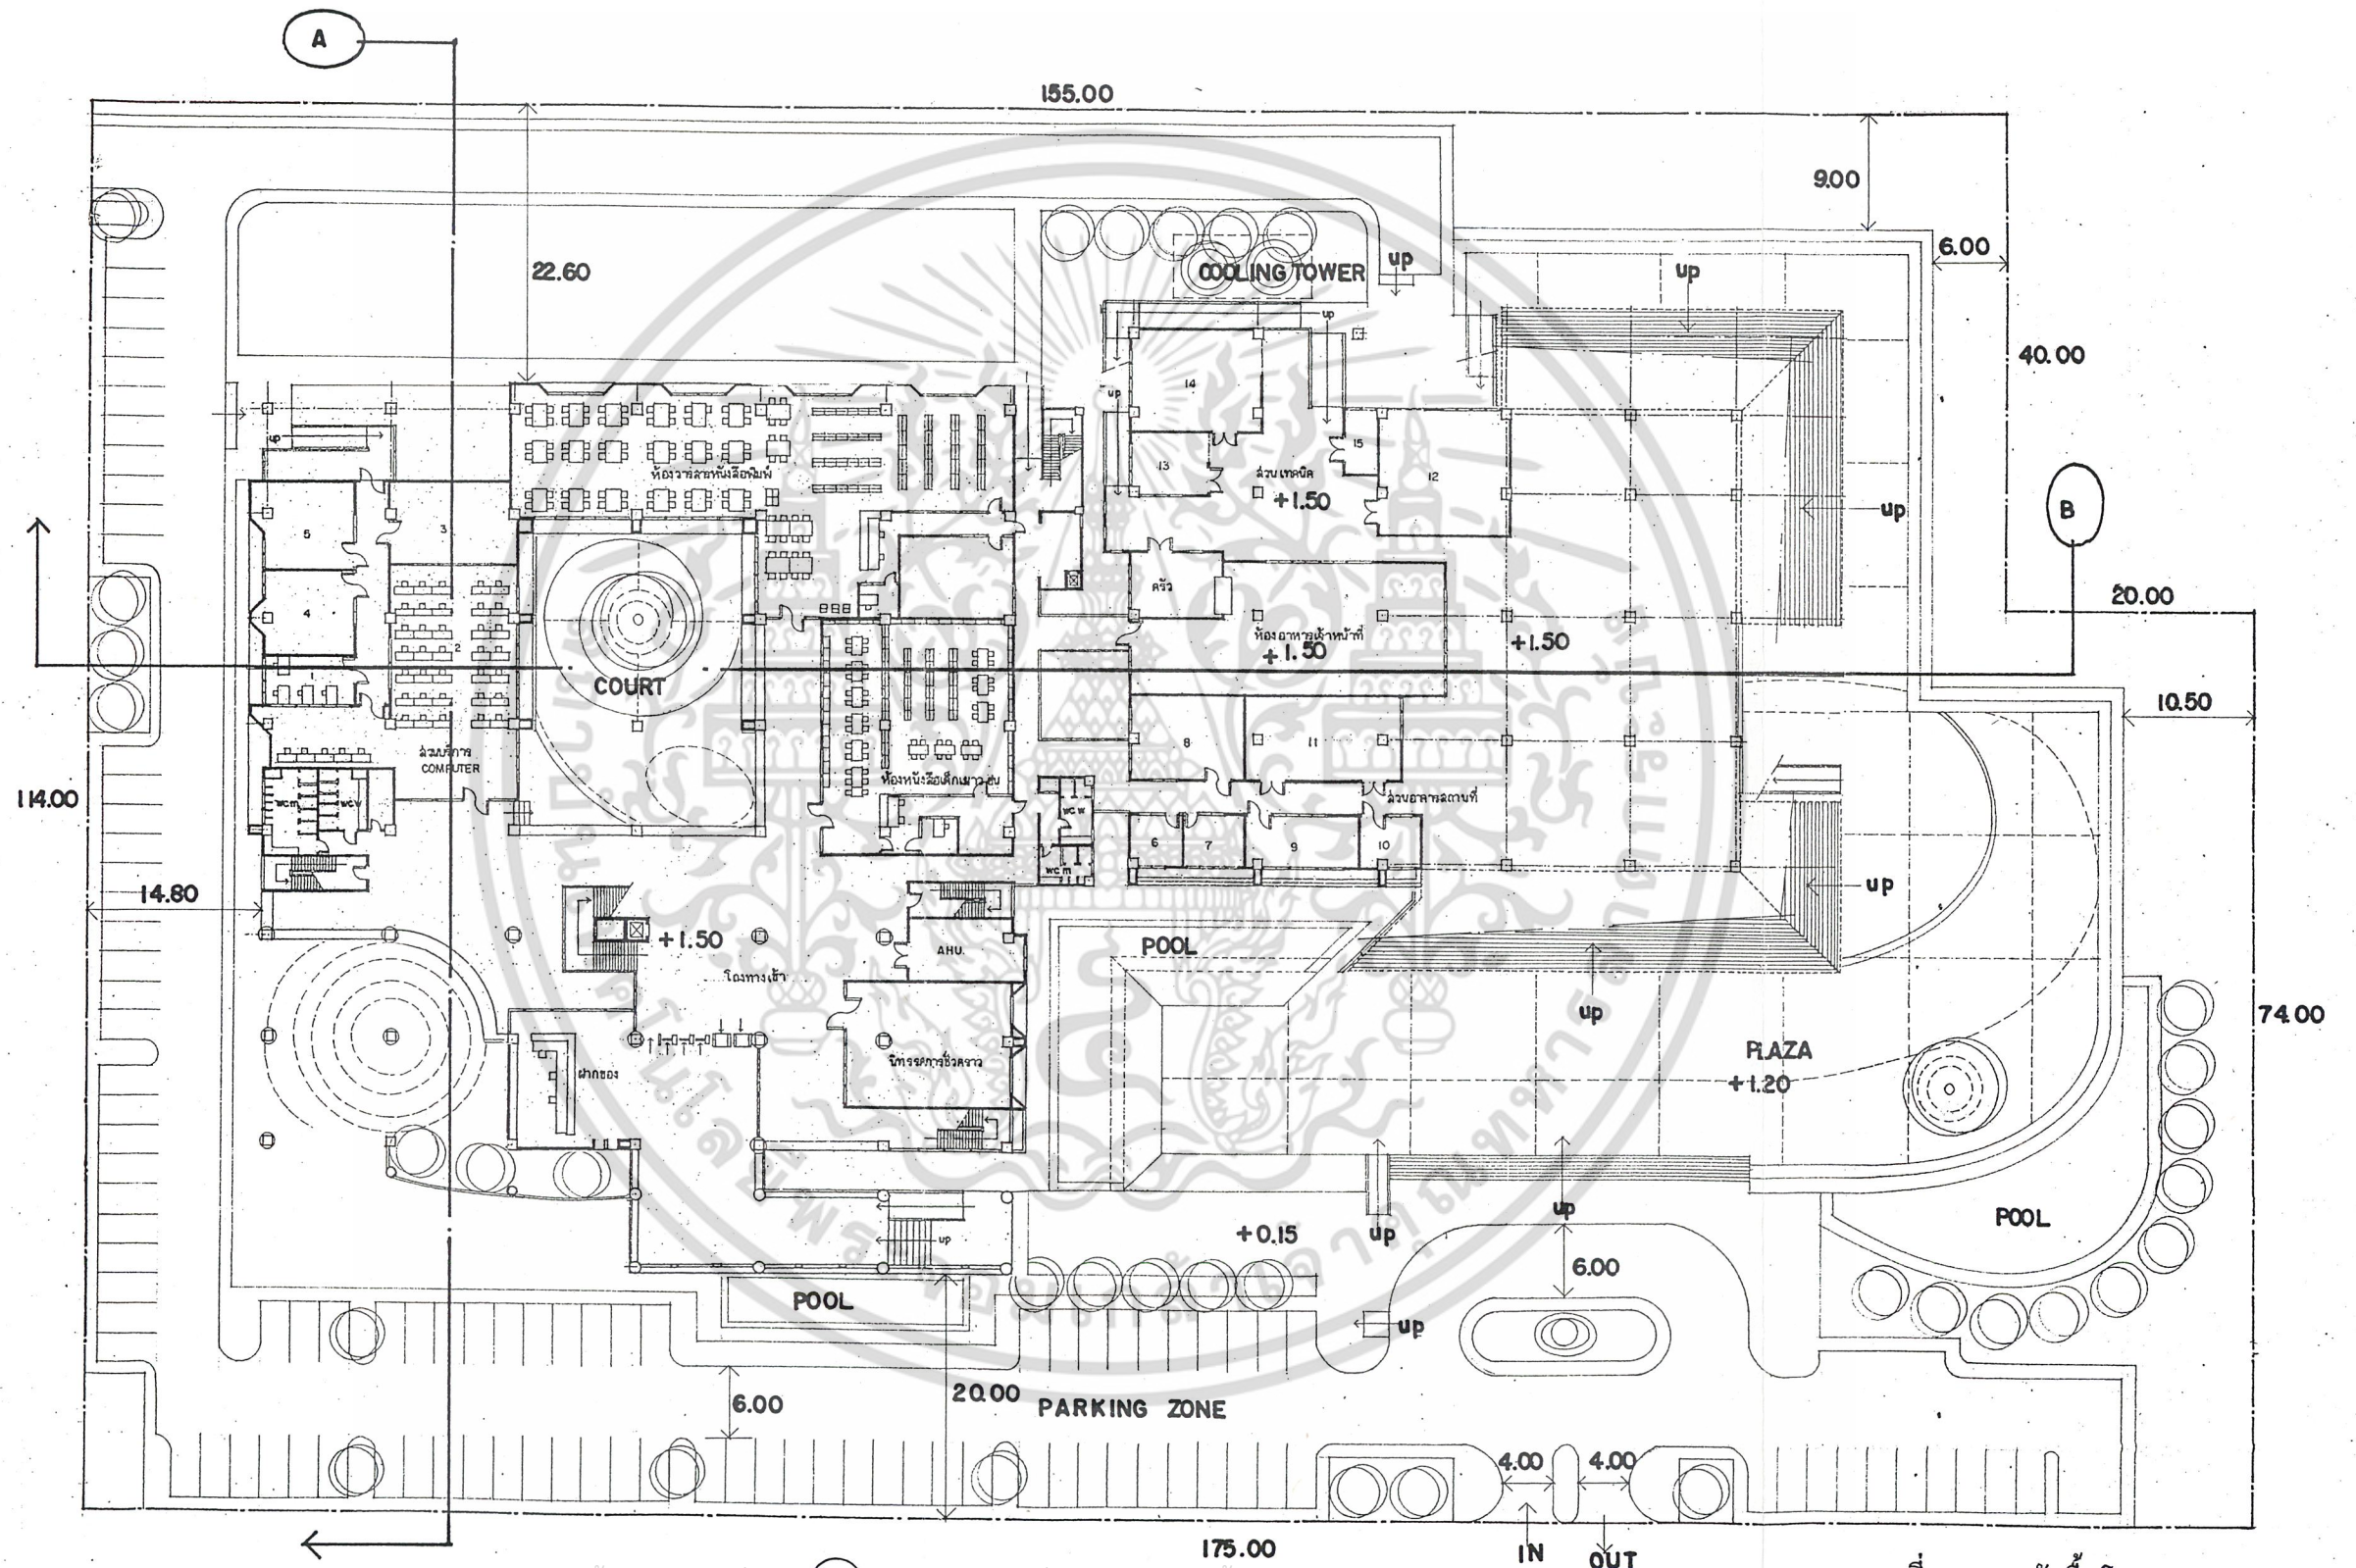 A
155.00
9.00
22.60
6.00
COOLING TOWER
up
up
up
40.00
up
14
up
ห้องวารสารหนังสือพิมพ์
13
15
12
ส่วนเทคนิค
+1.50
up
B
5
3
4
ครัว
20.00
ห้องอาหารเจ้าหน้าที่
+1.50
+1.50
2
1
COURT
10.50
8
11
ส่วนบริการ
COMPUTER
ห้องหนังสือเด็กเยาวชน
114.00
ส่วนอาคารสถานที่
WC M
WC W
WC W
WC M
6
7
9
10
14.80
up
+1.50
AHU.
POOL
โถงทางเข้า
up
74.00
PLAZA
+1.20
ฝากของ
นิทรรศการชั่วคราว
up
up
POOL
+0.15
up
6.00
POOL
up
6.00
20.00
PARKING ZONE
4.00
4.00
175.00
IN
OUT